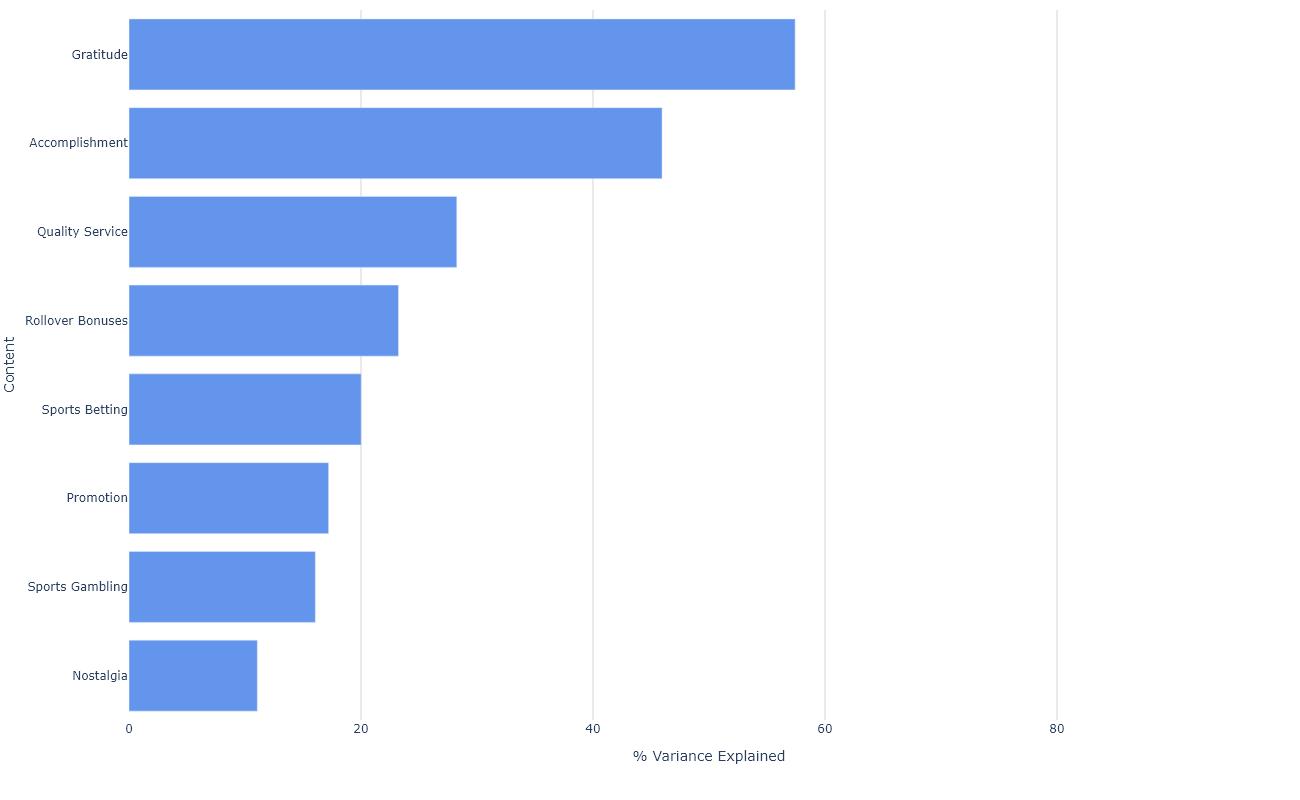 Gratitude
Accomplishment
Quality Service
Rollover Bonuses
Sports Betting
Promotion
Sports Gambling
Nostalgia
Content
0 20 40 60 80
% Variance Explained